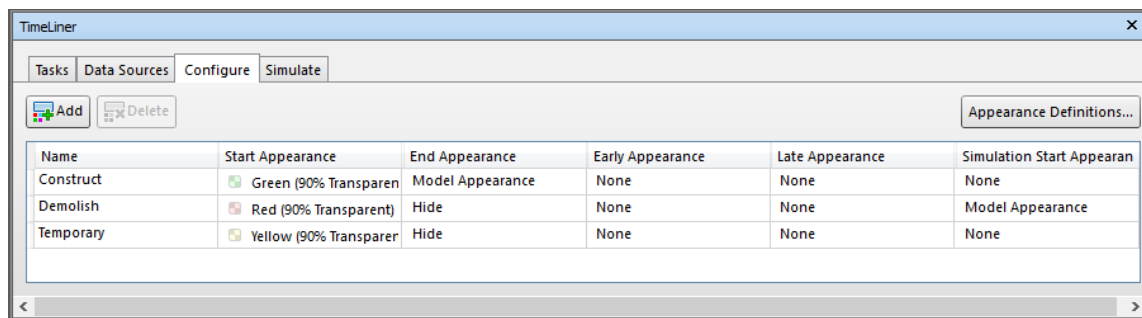 TimeLiner
Tasks Data Sources Configure Simulate
Add Delete Appearance Definitions...
Name Start Appearance End Appearance Early Appearance Late Appearance Simulation Start Appearan
Construct Green (90% Transparen Model Appearance None None None
Demolish Red (90% Transparent) Hide None None Model Appearance
Temporary Yellow (90% Transparer Hide None None None